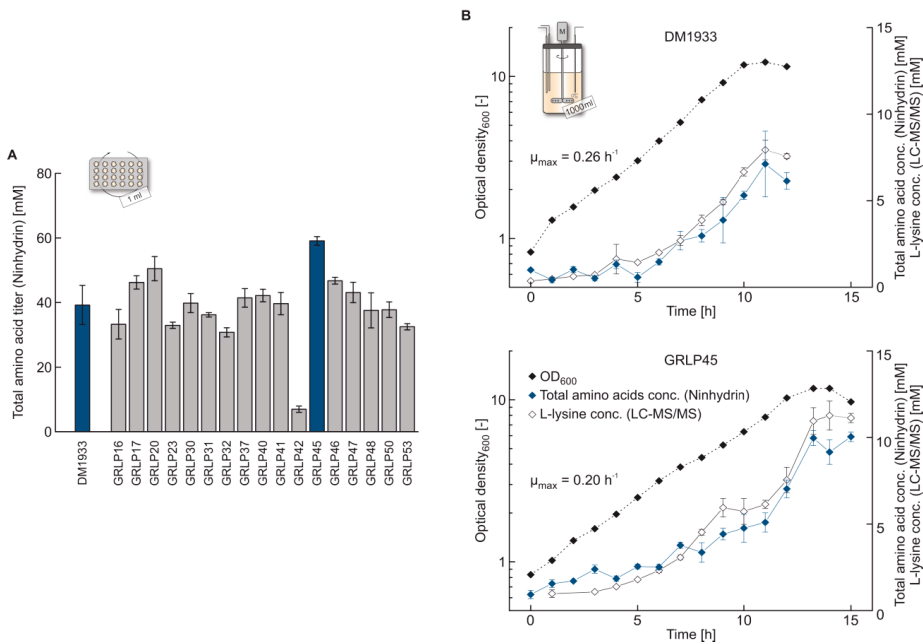 A
1 ml
Total amino acid titer (Ninhydrin) [mM]
80
60
40
20
0
DM1933
GRLP16
GRLP17
GRLP20
GRLP23
GRLP30
GRLP31
GRLP32
GRLP37
GRLP40
GRLP41
GRLP42
GRLP45
GRLP46
GRLP47
GRLP48
GRLP50
GRLP53
B
DM1933
M
1000ml
μmax = 0.26 h-1
Optical density600 [-]
10
1
15
10
5
0
Total amino acid conc. (Ninhydrin) [mM]
L-lysine conc. (LC-MS/MS) [mM]
0 5 10 15
Time [h]
GRLP45
OD600
Total amino acids conc. (Ninhydrin)
L-lysine conc. (LC-MS/MS)
μmax = 0.20 h-1
Optical density600 [-]
10
1
15
10
5
0
Total amino acid conc. (Ninhydrin) [mM]
L-lysine conc. (LC-MS/MS) [mM]
0 5 10 15
Time [h]